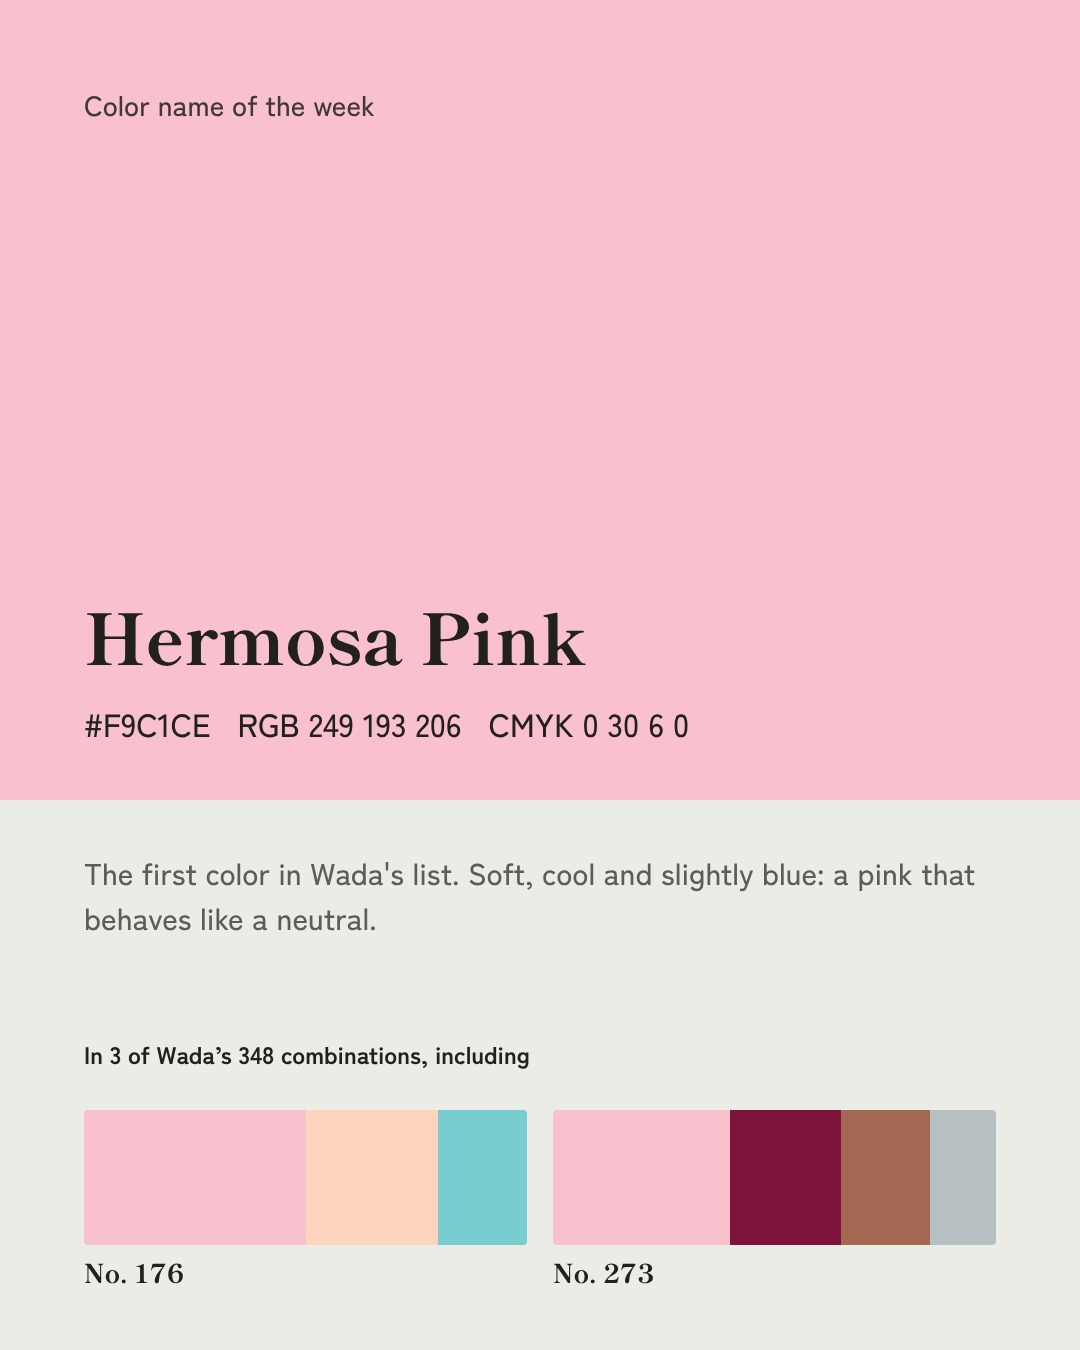 Color name of the week
Hermosa Pink
#F9C1CE RGB 249 193 206 CMYK 0 30 6 0
The first color in Wada's list. Soft, cool and slightly blue: a pink that
behaves like a neutral.
In 3 of Wada’s 348 combinations, including
No. 176
No. 273